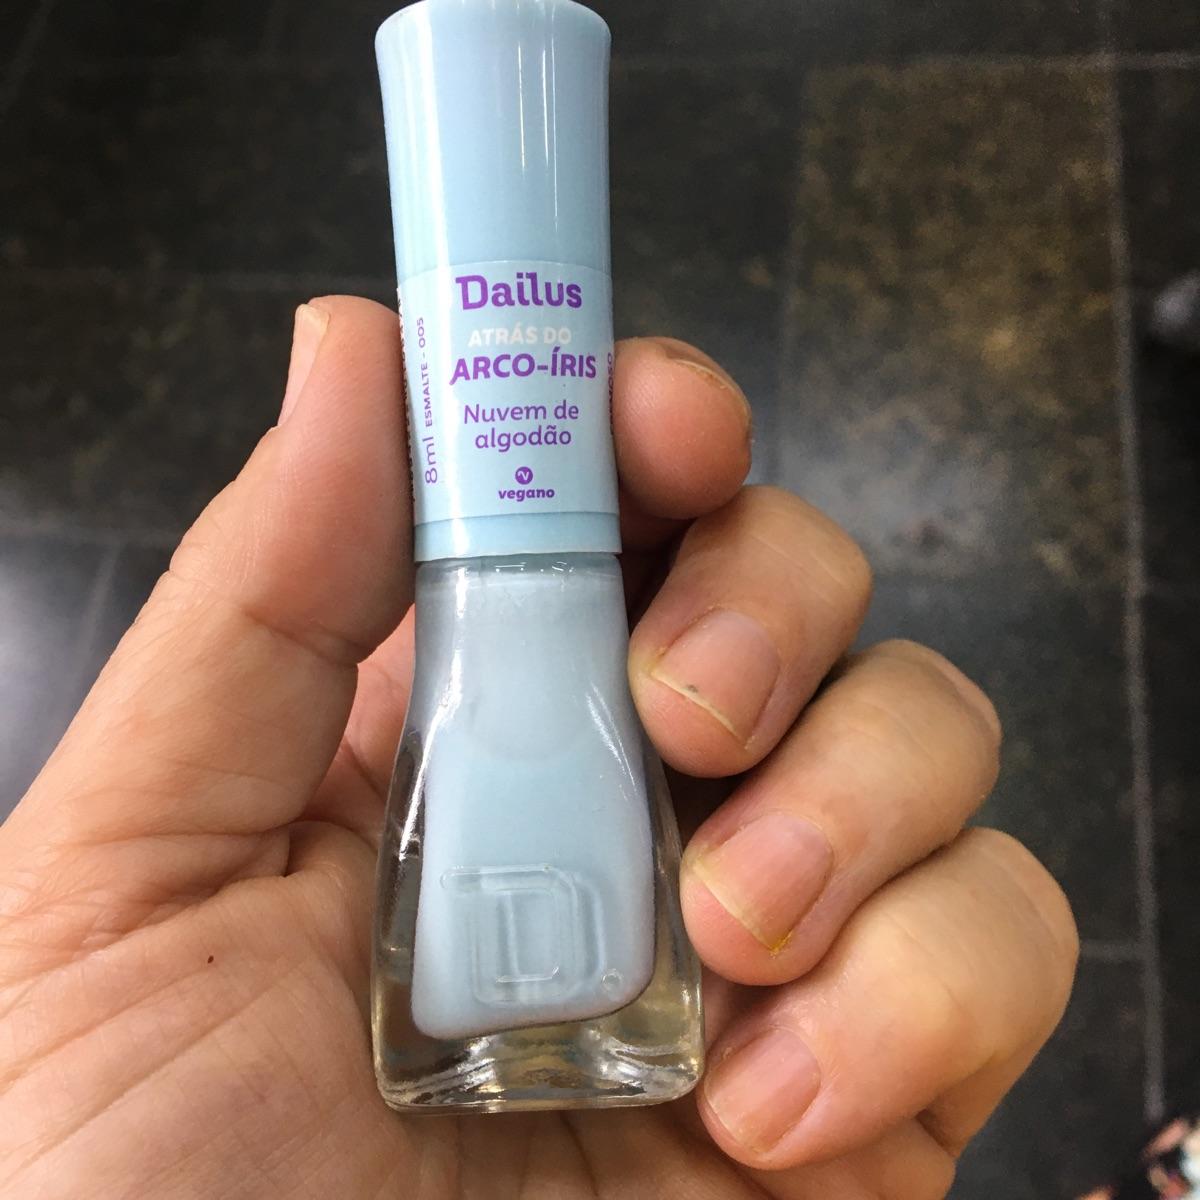 Dailus
ATRÁS DO
ARCO-ÍRIS
Nuvem de
algodão
vegano
8ml ESMALTE - 005
D